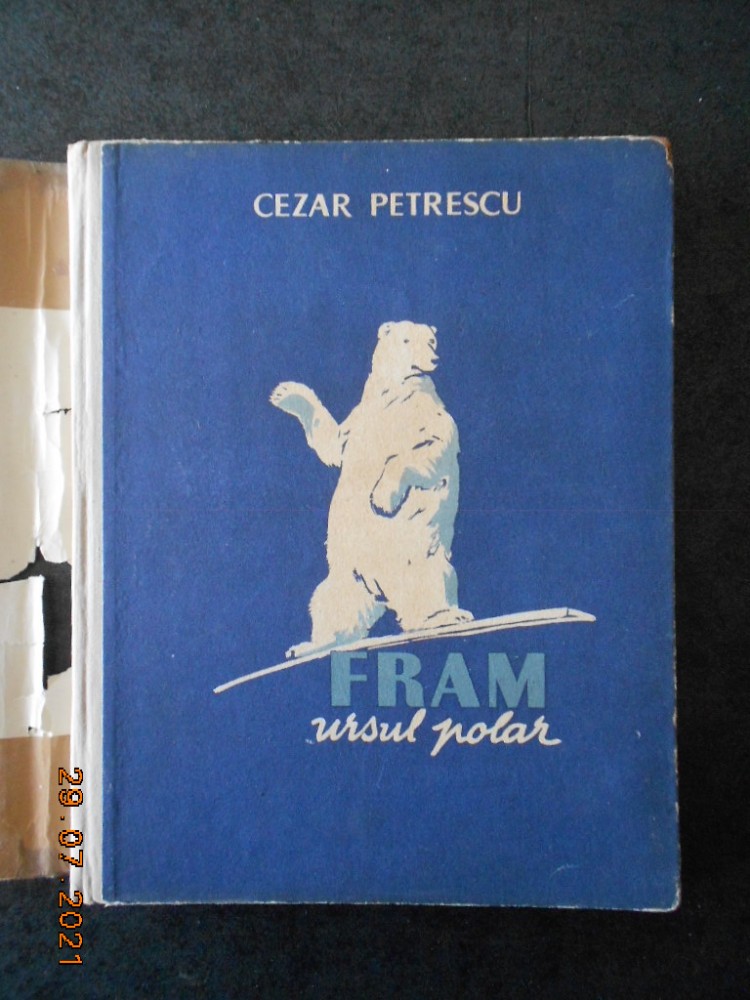 CEZAR PETRESCU
FRAM
ursul polar
29.07.2021